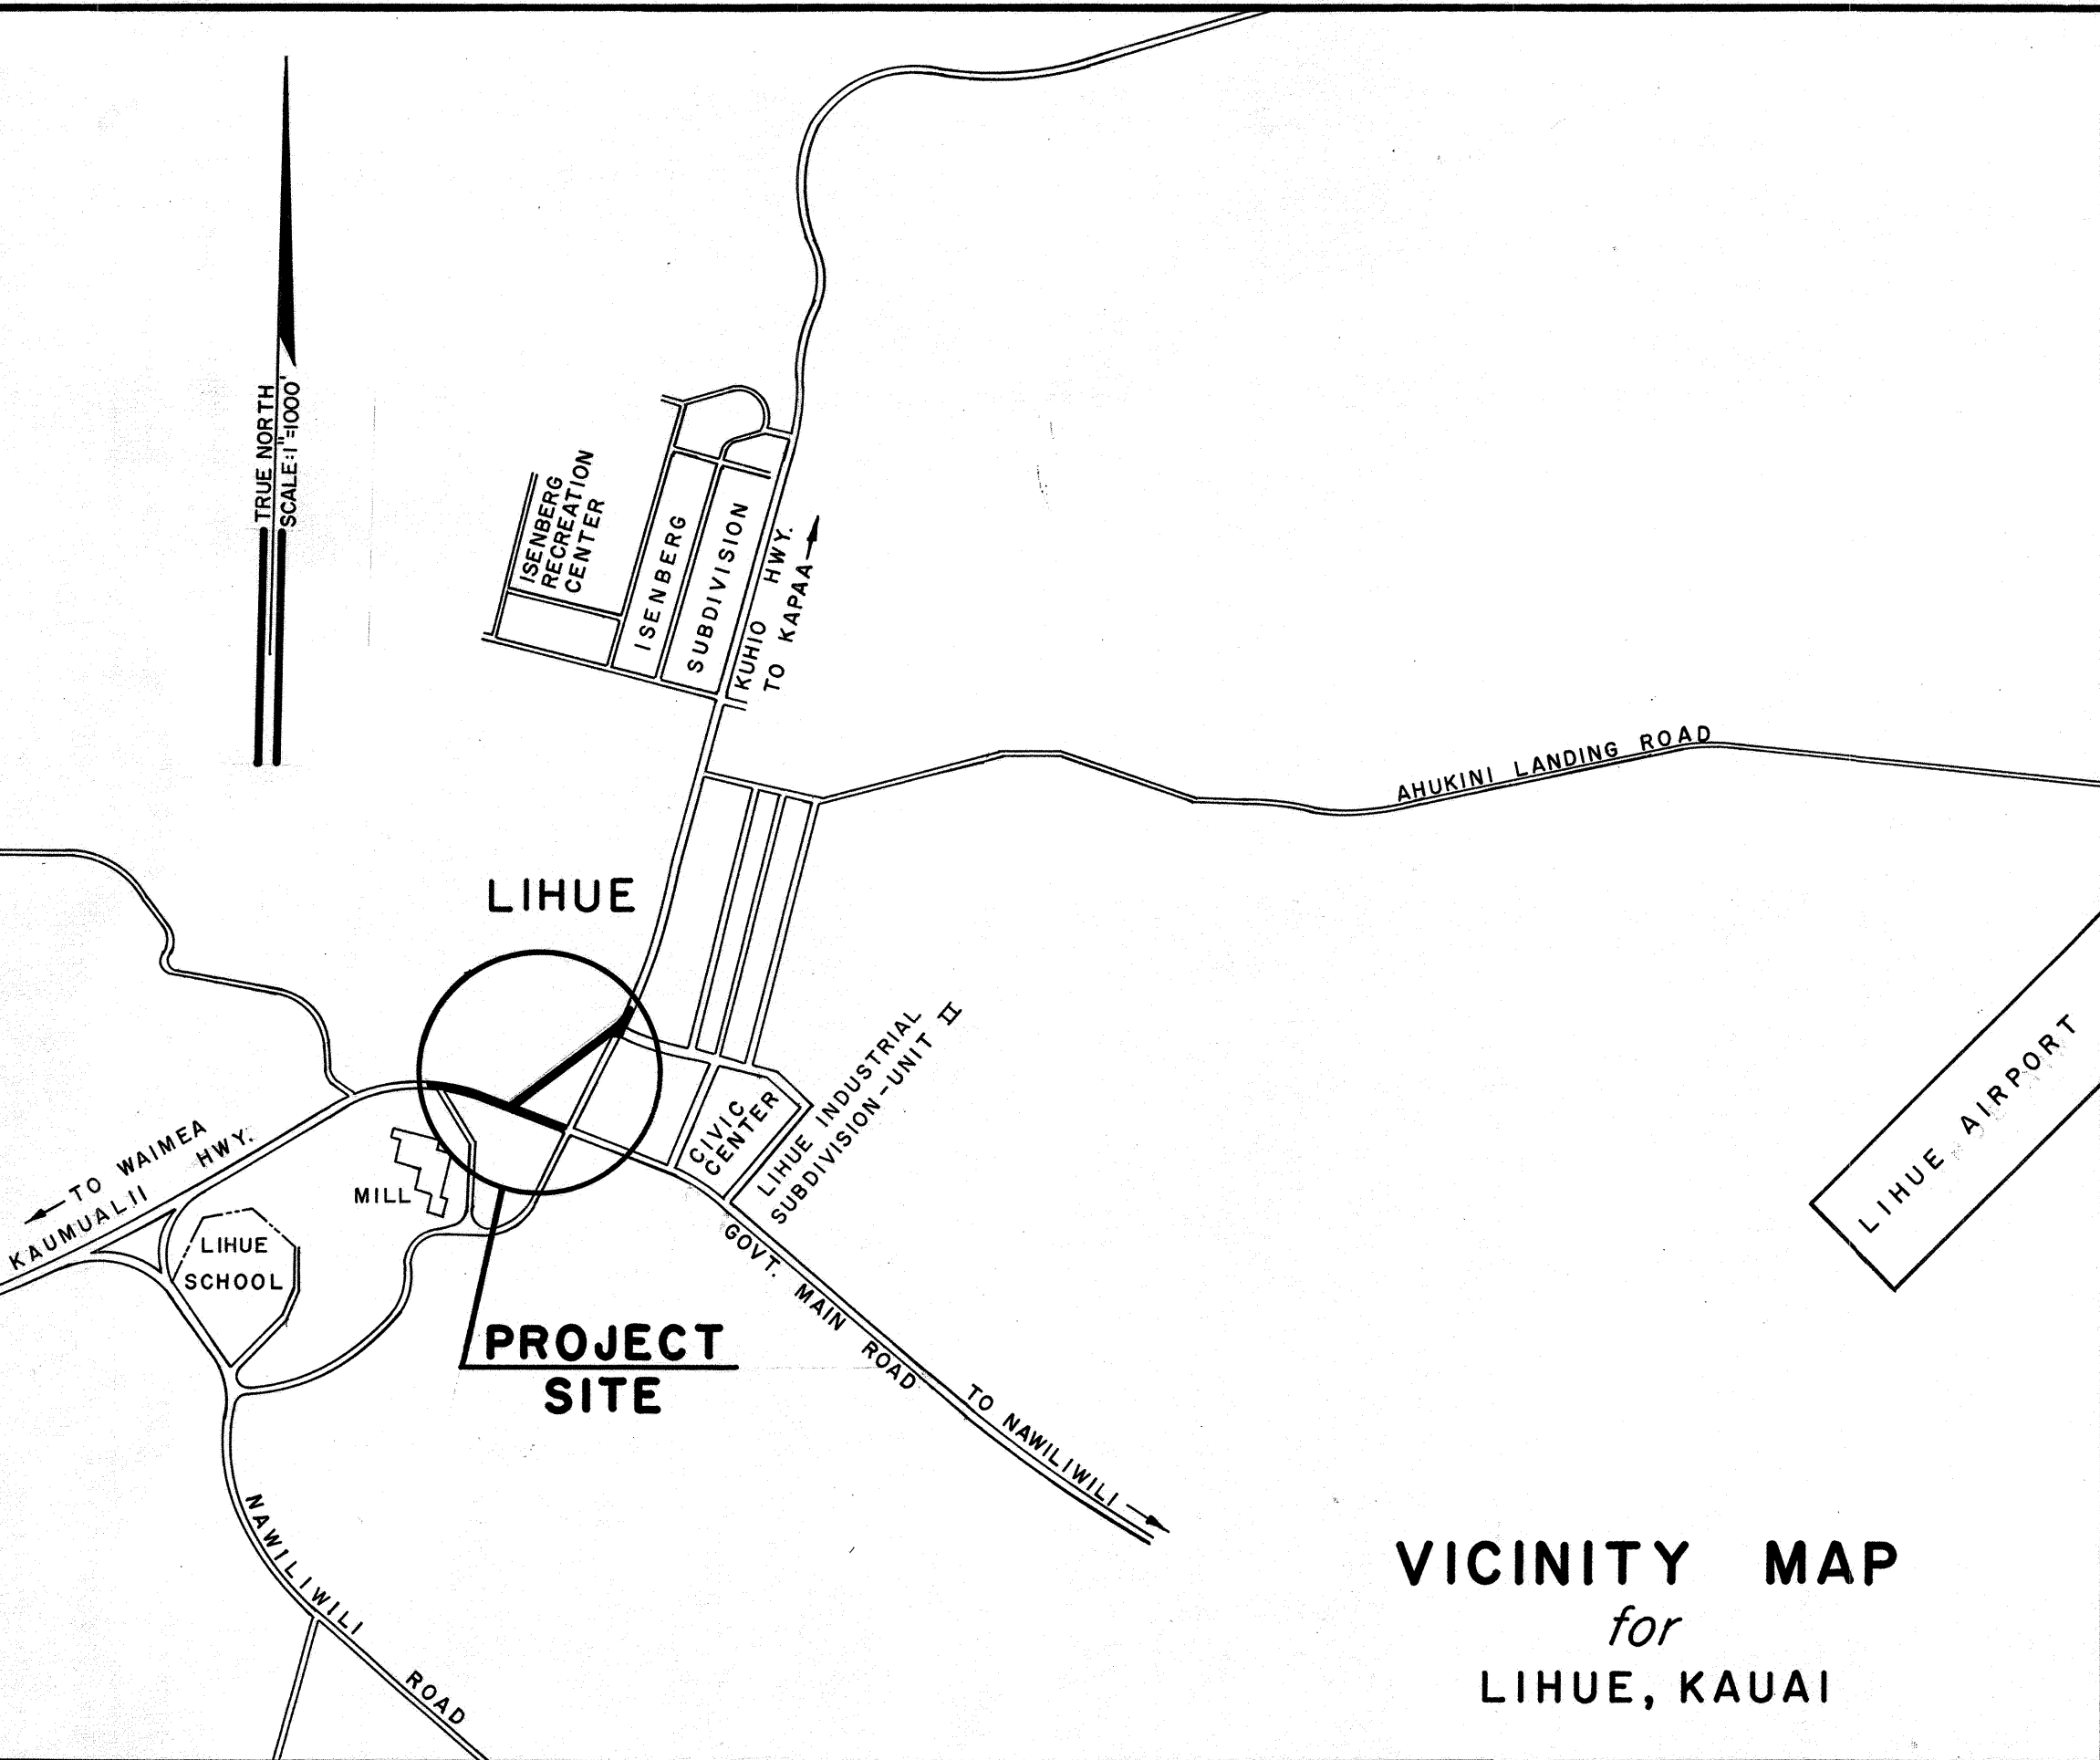 TRUE NORTH
SCALE:1"=1000'
ISENBERG
RECREATION
CENTER
ISENBERG
SUBDIVISION
KUHIO HWY.
TO KAPAA
AHUKINI LANDING ROAD
LIHUE
LIHUE INDUSTRIAL
SUBDIVISION-UNIT II
CIVIC
CENTER
LIHUE AIRPORT
TO WAIMEA
KAUMUALII HWY.
MILL
LIHUE
SCHOOL
GOVT. MAIN ROAD
TO NAWILIWILI
PROJECT
SITE
NAWILIWILI ROAD
VICINITY MAP
for
LIHUE, KAUAI